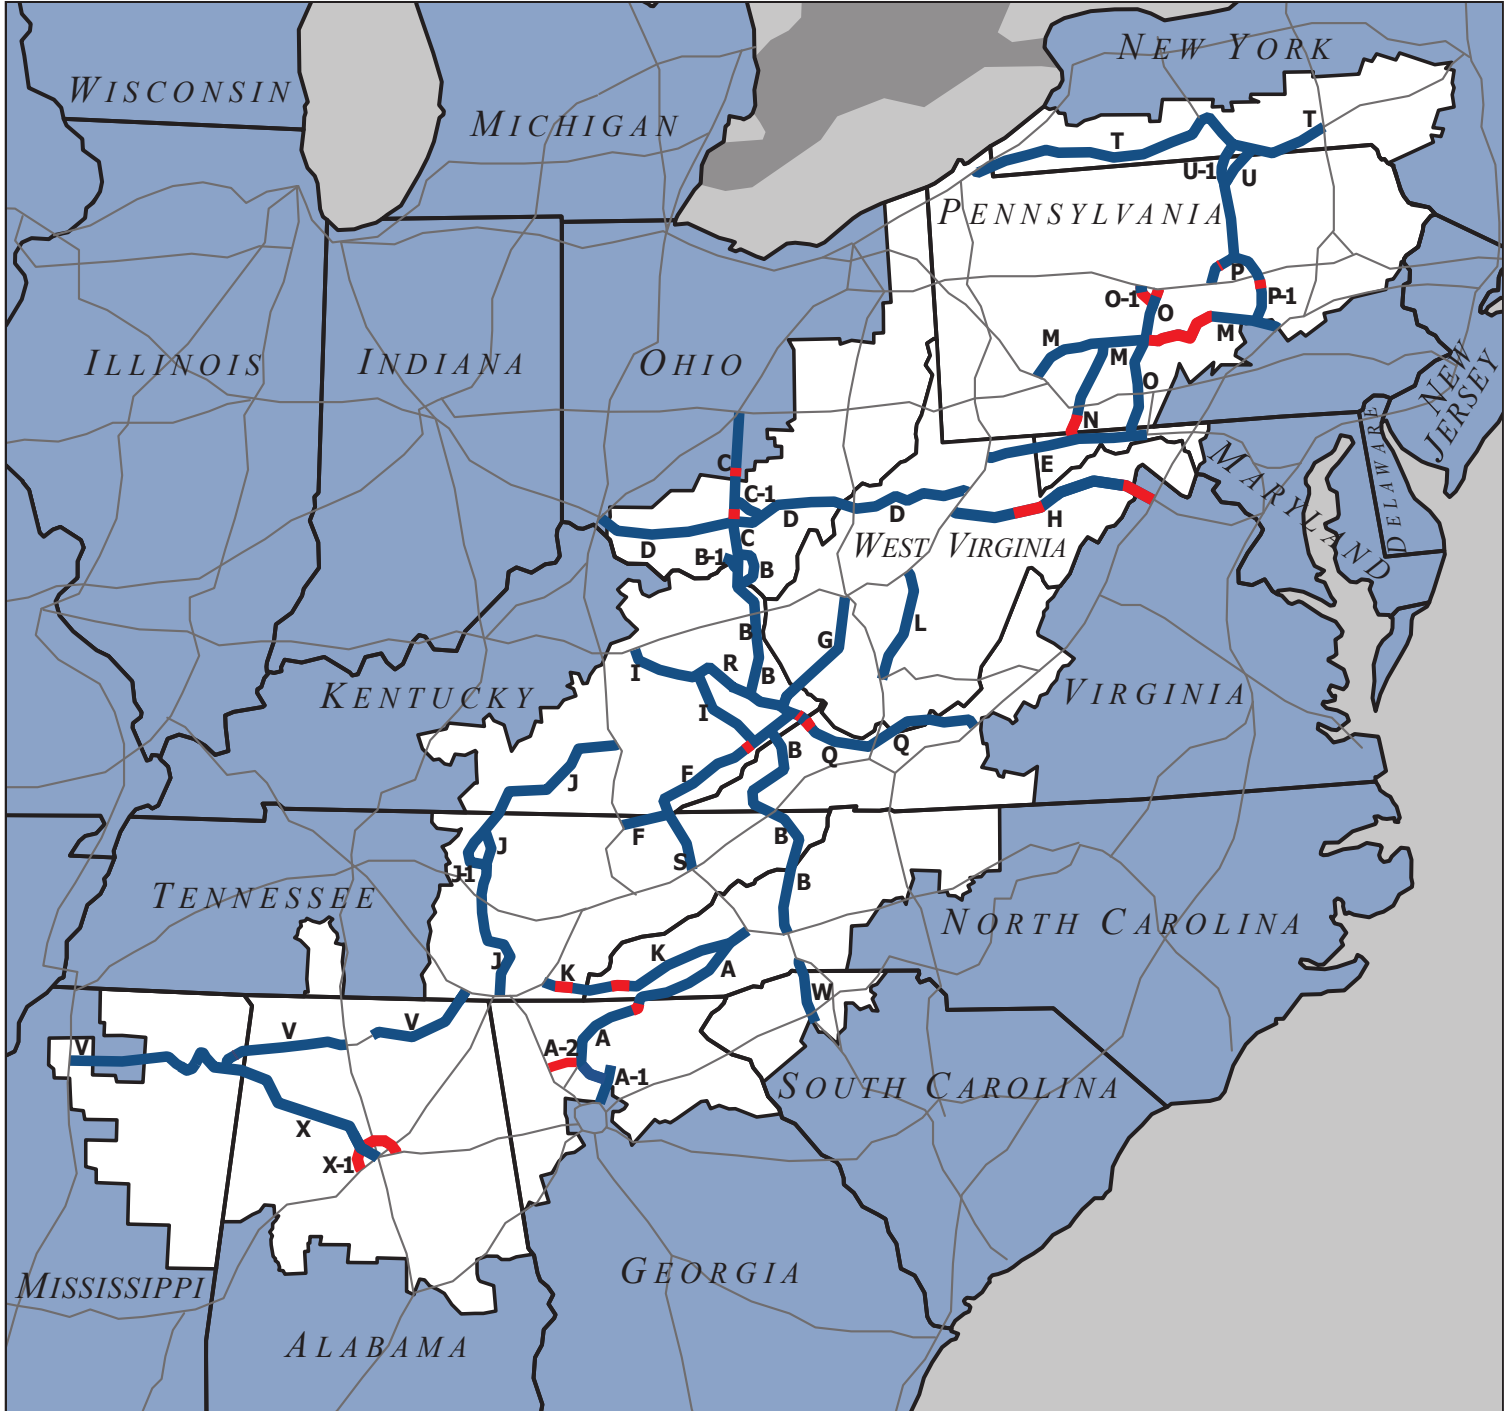 NEW YORK
WISCONSIN
MICHIGAN
T
T
U-1
U
PENNSYLVANIA
P
O-1
O
P-1
M
M
M
ILLINOIS
INDIANA
OHIO
NEW
JERSEY
O
N
DELAWARE
MARYLAND
E
C
C-1
D
D
H
D
C
WEST VIRGINIA
B-1
B
B
G
L
I
R
B
KENTUCKY
VIRGINIA
I
B
Q
Q
F
J
F
B
J
S
J-1
B
TENNESSEE
NORTH CAROLINA
K
J
K
A
W
V
V
A
V
A-2
A-1
SOUTH CAROLINA
X
X-1
MISSISSIPPI
GEORGIA
ALABAMA